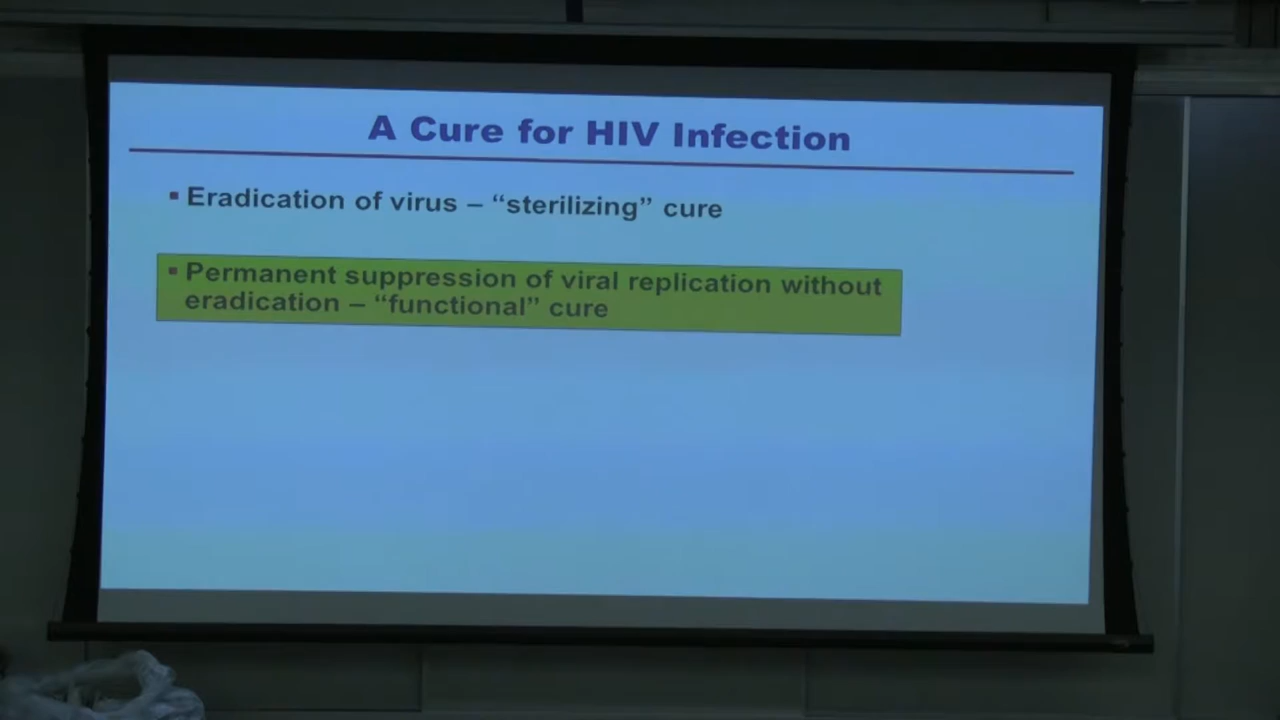 A Cure for HIV Infection
▪ Eradication of virus – “sterilizing” cure
▪ Permanent suppression of viral replication without
eradication – “functional” cure